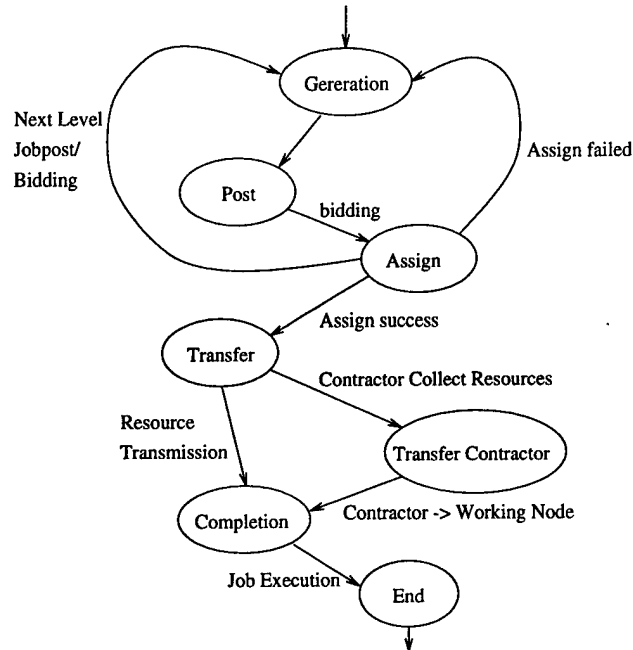 Gereration
Next Level
Jobpost/
Bidding
Assign failed
Post
bidding
Assign
Assign success
Transfer
Contractor Collect Resources
Resource
Transmission
Transfer Contractor
Completion
Contractor -> Working Node
Job Execution
End